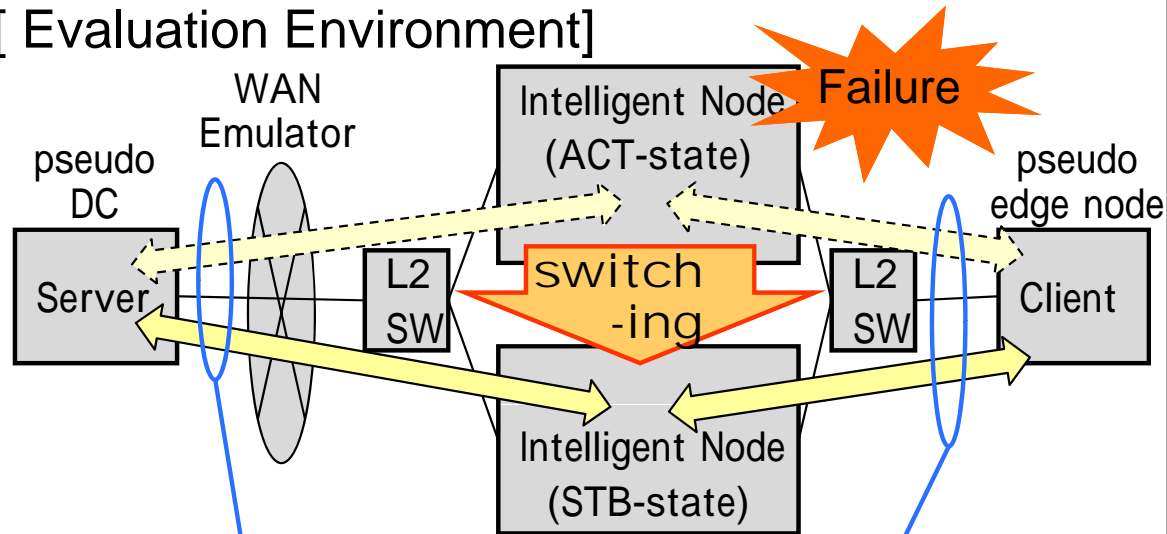 [ Evaluation Environment]
WAN
Emulator
pseudo
DC
Server
L2
SW
Intelligent Node
(ACT-state)
Failure
switch
-ing
Intelligent Node
(STB-state)
L2
SW
pseudo
edge node
Client